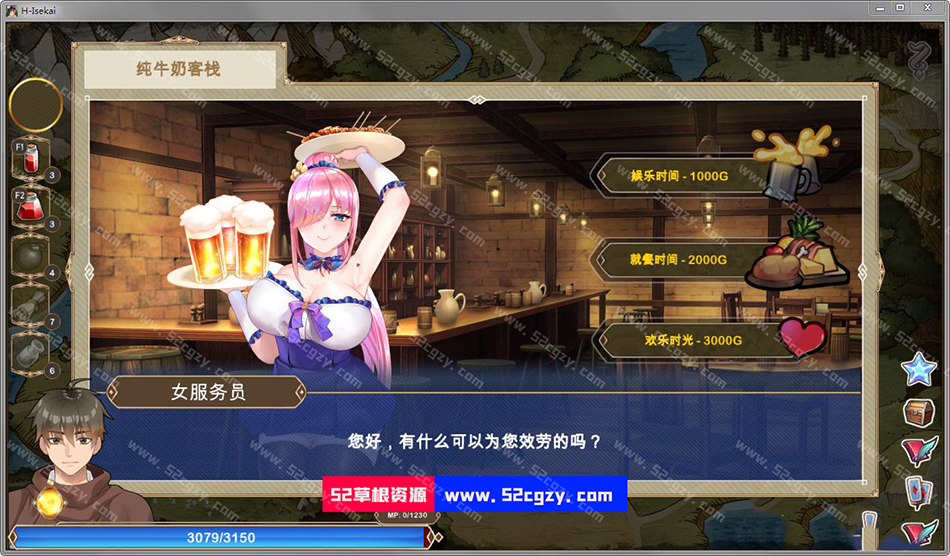 H-Isekai
纯牛奶客栈
F1
3
F2
3
4
7
6
娱乐时间 - 1000G
就餐时间 - 2000G
欢乐时光 - 3000G
女服务员
您好，有什么可以为您效劳的吗？
52草根资源 www.52cgzy.com
MP: 0/1230
3079/3150
www.52cgzy.com